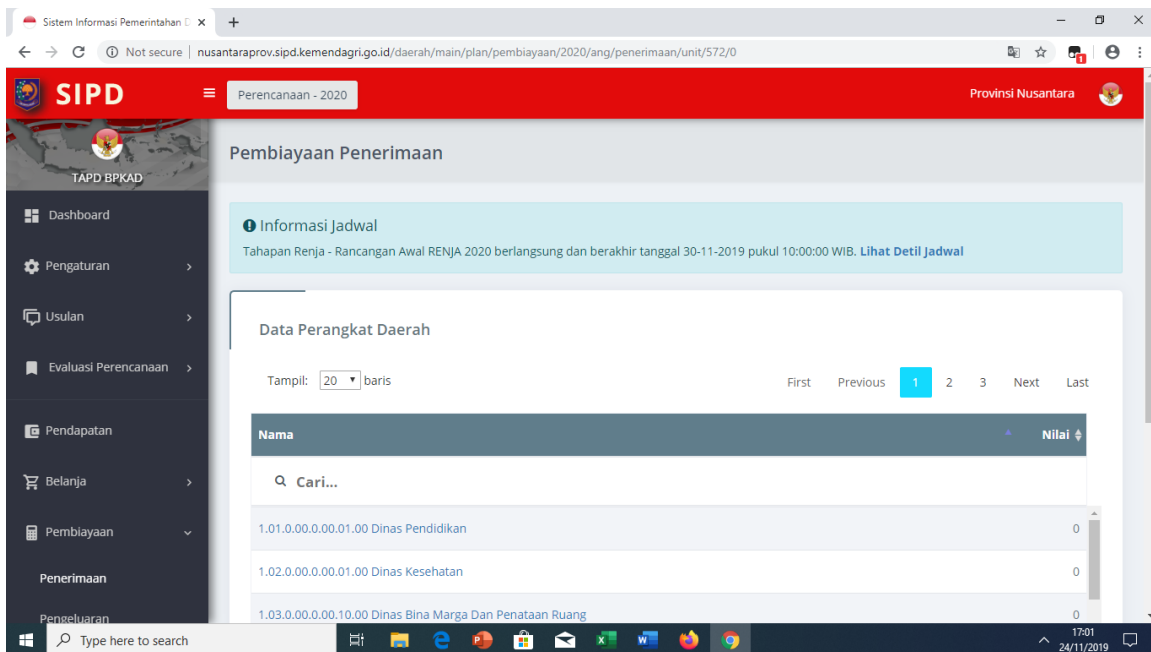 Sistem Informasi Pemerintahan D
Not secure | nusantaraprov.sipd.kemendagri.go.id/daerah/main/plan/pembiayaan/2020/ang/penerimaan/unit/572/0
1
SIPD
Perencanaan - 2020
Provinsi Nusantara
TAPD BPKAD
Pembiayaan Penerimaan
Dashboard
Pengaturan
Usulan
Evaluasi Perencanaan
Pendapatan
Belanja
Pembiayaan
Penerimaan
Pengeluaran
Informasi Jadwal
Tahapan Renja - Rancangan Awal RENJA 2020 berlangsung dan berakhir tanggal 30-11-2019 pukul 10:00:00 WIB. Lihat Detil Jadwal
Data Perangkat Daerah
Tampil: 20 baris
First Previous 1 2 3 Next Last
Nama Nilai
Cari...
1.01.0.00.0.00.01.00 Dinas Pendidikan 0
1.02.0.00.0.00.01.00 Dinas Kesehatan 0
1.03.0.00.0.00.10.00 Dinas Bina Marga Dan Penataan Ruang 0
Type here to search
17:01
24/11/2019